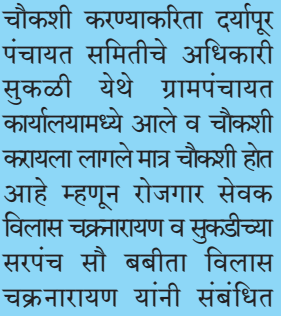 चौकशी करण्याकरिता दर्यापूर
पंचायत समितीचे अधिकारी
सुकळी येथे ग्रामपंचायत
कार्यालयामध्ये आले व चौकशी
करायला लागले मात्र चौकशी होत
आहे म्हणून रोजगार सेवक
विलास चक्रनारायण व सुकडीच्या
सरपंच सौ बबीता विलास
चक्रनारायण यांनी संबंधित